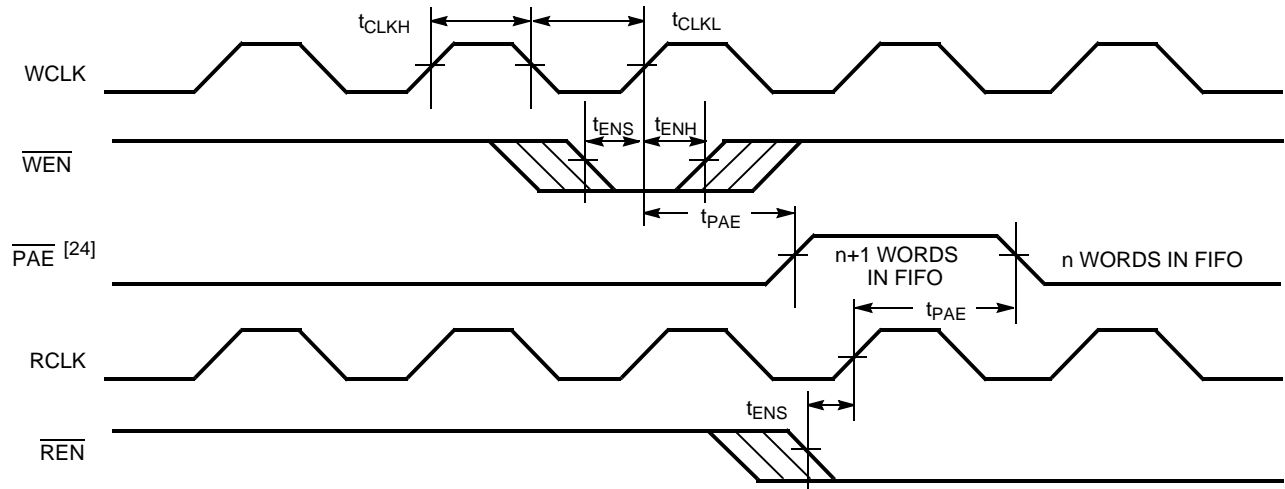 tCLKH
tCLKL
WCLK
tENS
tENH
WEN
tPAE
PAE [24]
n+1 WORDS
IN FIFO
n WORDS IN FIFO
tPAE
RCLK
tENS
REN